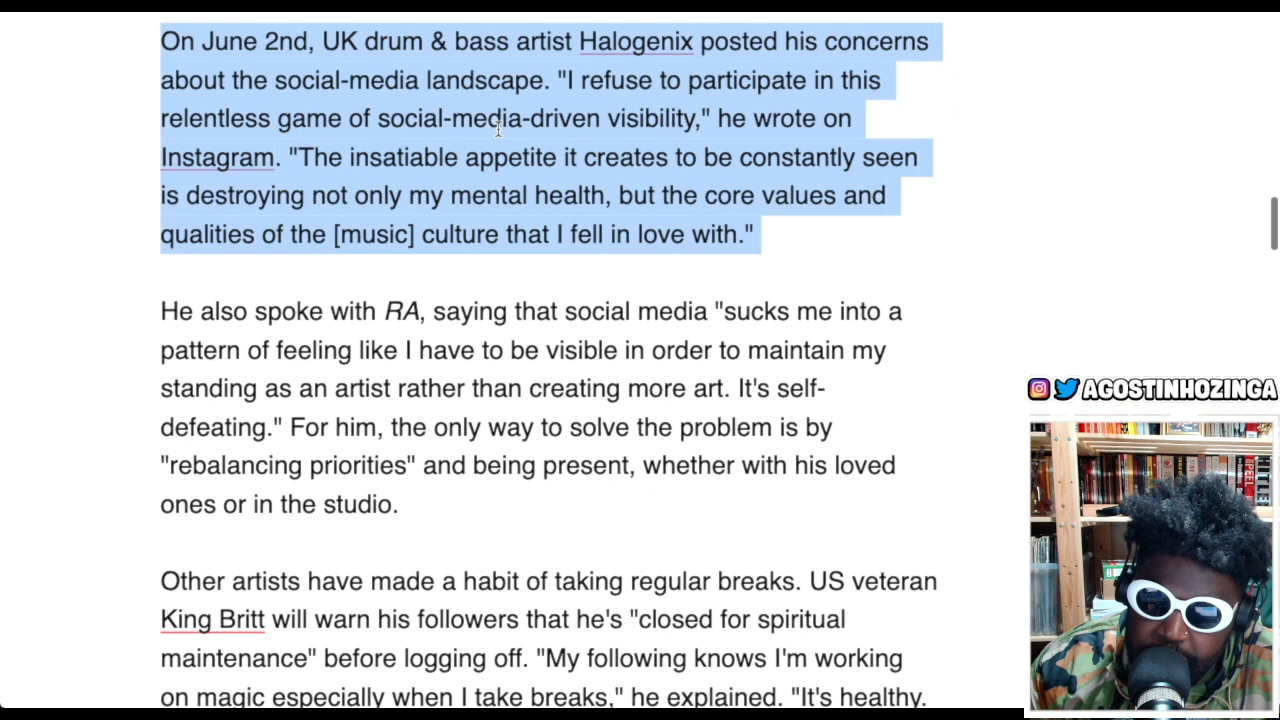 On June 2nd, UK drum & bass artist Halogenix posted his concerns
about the social-media landscape. "I refuse to participate in this
relentless game of social-media-driven visibility," he wrote on
Instagram. "The insatiable appetite it creates to be constantly seen
is destroying not only my mental health, but the core values and
qualities of the [music] culture that I fell in love with."
He also spoke with RA, saying that social media "sucks me into a
pattern of feeling like I have to be visible in order to maintain my
standing as an artist rather than creating more art. It's self-
defeating." For him, the only way to solve the problem is by
"rebalancing priorities" and being present, whether with his loved
ones or in the studio.
Other artists have made a habit of taking regular breaks. US veteran
King Britt will warn his followers that he's "closed for spiritual
maintenance" before logging off. "My following knows I'm working
on magic especially when I take breaks," he explained. "It's healthy.
AGOSTINHOZINGA